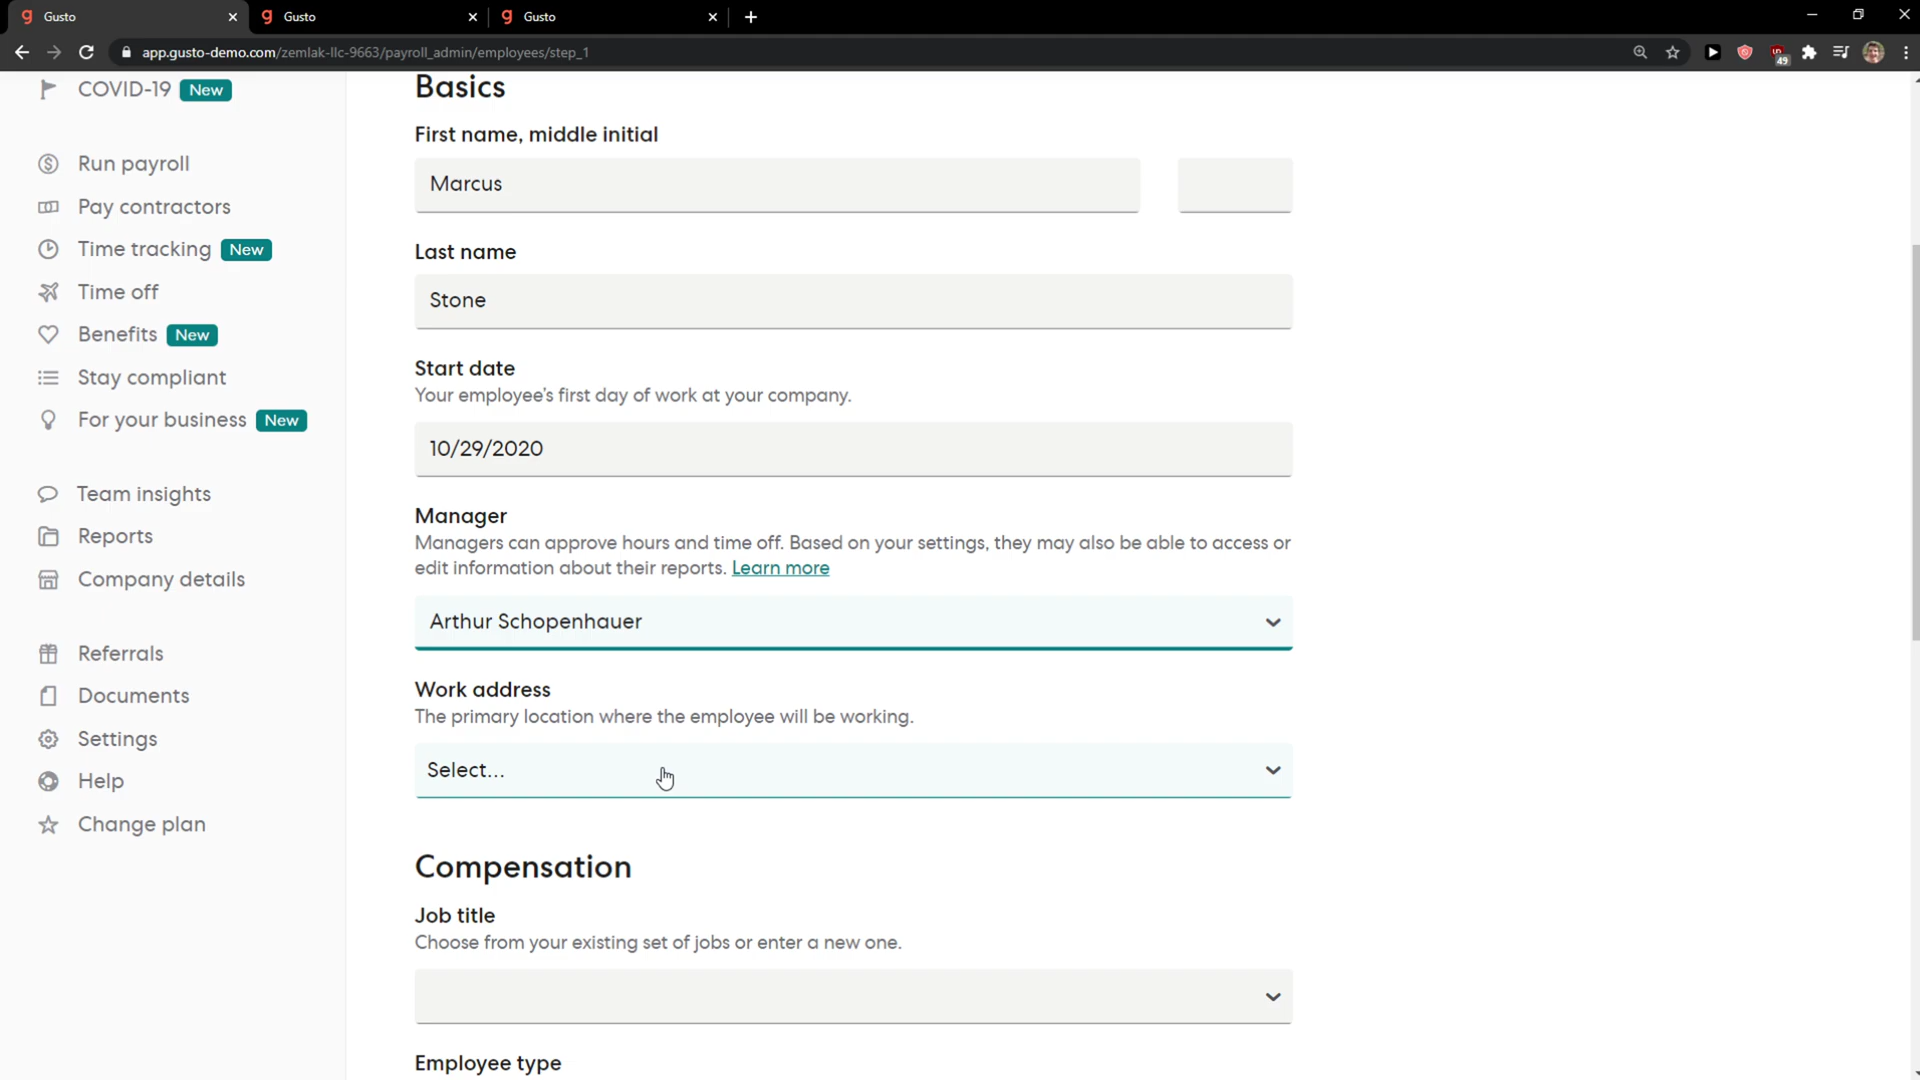 Gusto
Gusto
Gusto
app.gusto-demo.com/zemlak-llc-9663/payroll_admin/employees/step_1
49
COVID-19 New
Run payroll
Pay contractors
Time tracking New
Time off
Benefits New
Stay compliant
For your business New
Team insights
Reports
Company details
Referrals
Documents
Settings
Help
Change plan
Basics
First name, middle initial
Marcus
Last name
Stone
Start date
Your employee's first day of work at your company.
10/29/2020
Manager
Managers can approve hours and time off. Based on your settings, they may also be able to access or
edit information about their reports. Learn more
Arthur Schopenhauer
Work address
The primary location where the employee will be working.
Select...
Compensation
Job title
Choose from your existing set of jobs or enter a new one.
Employee type